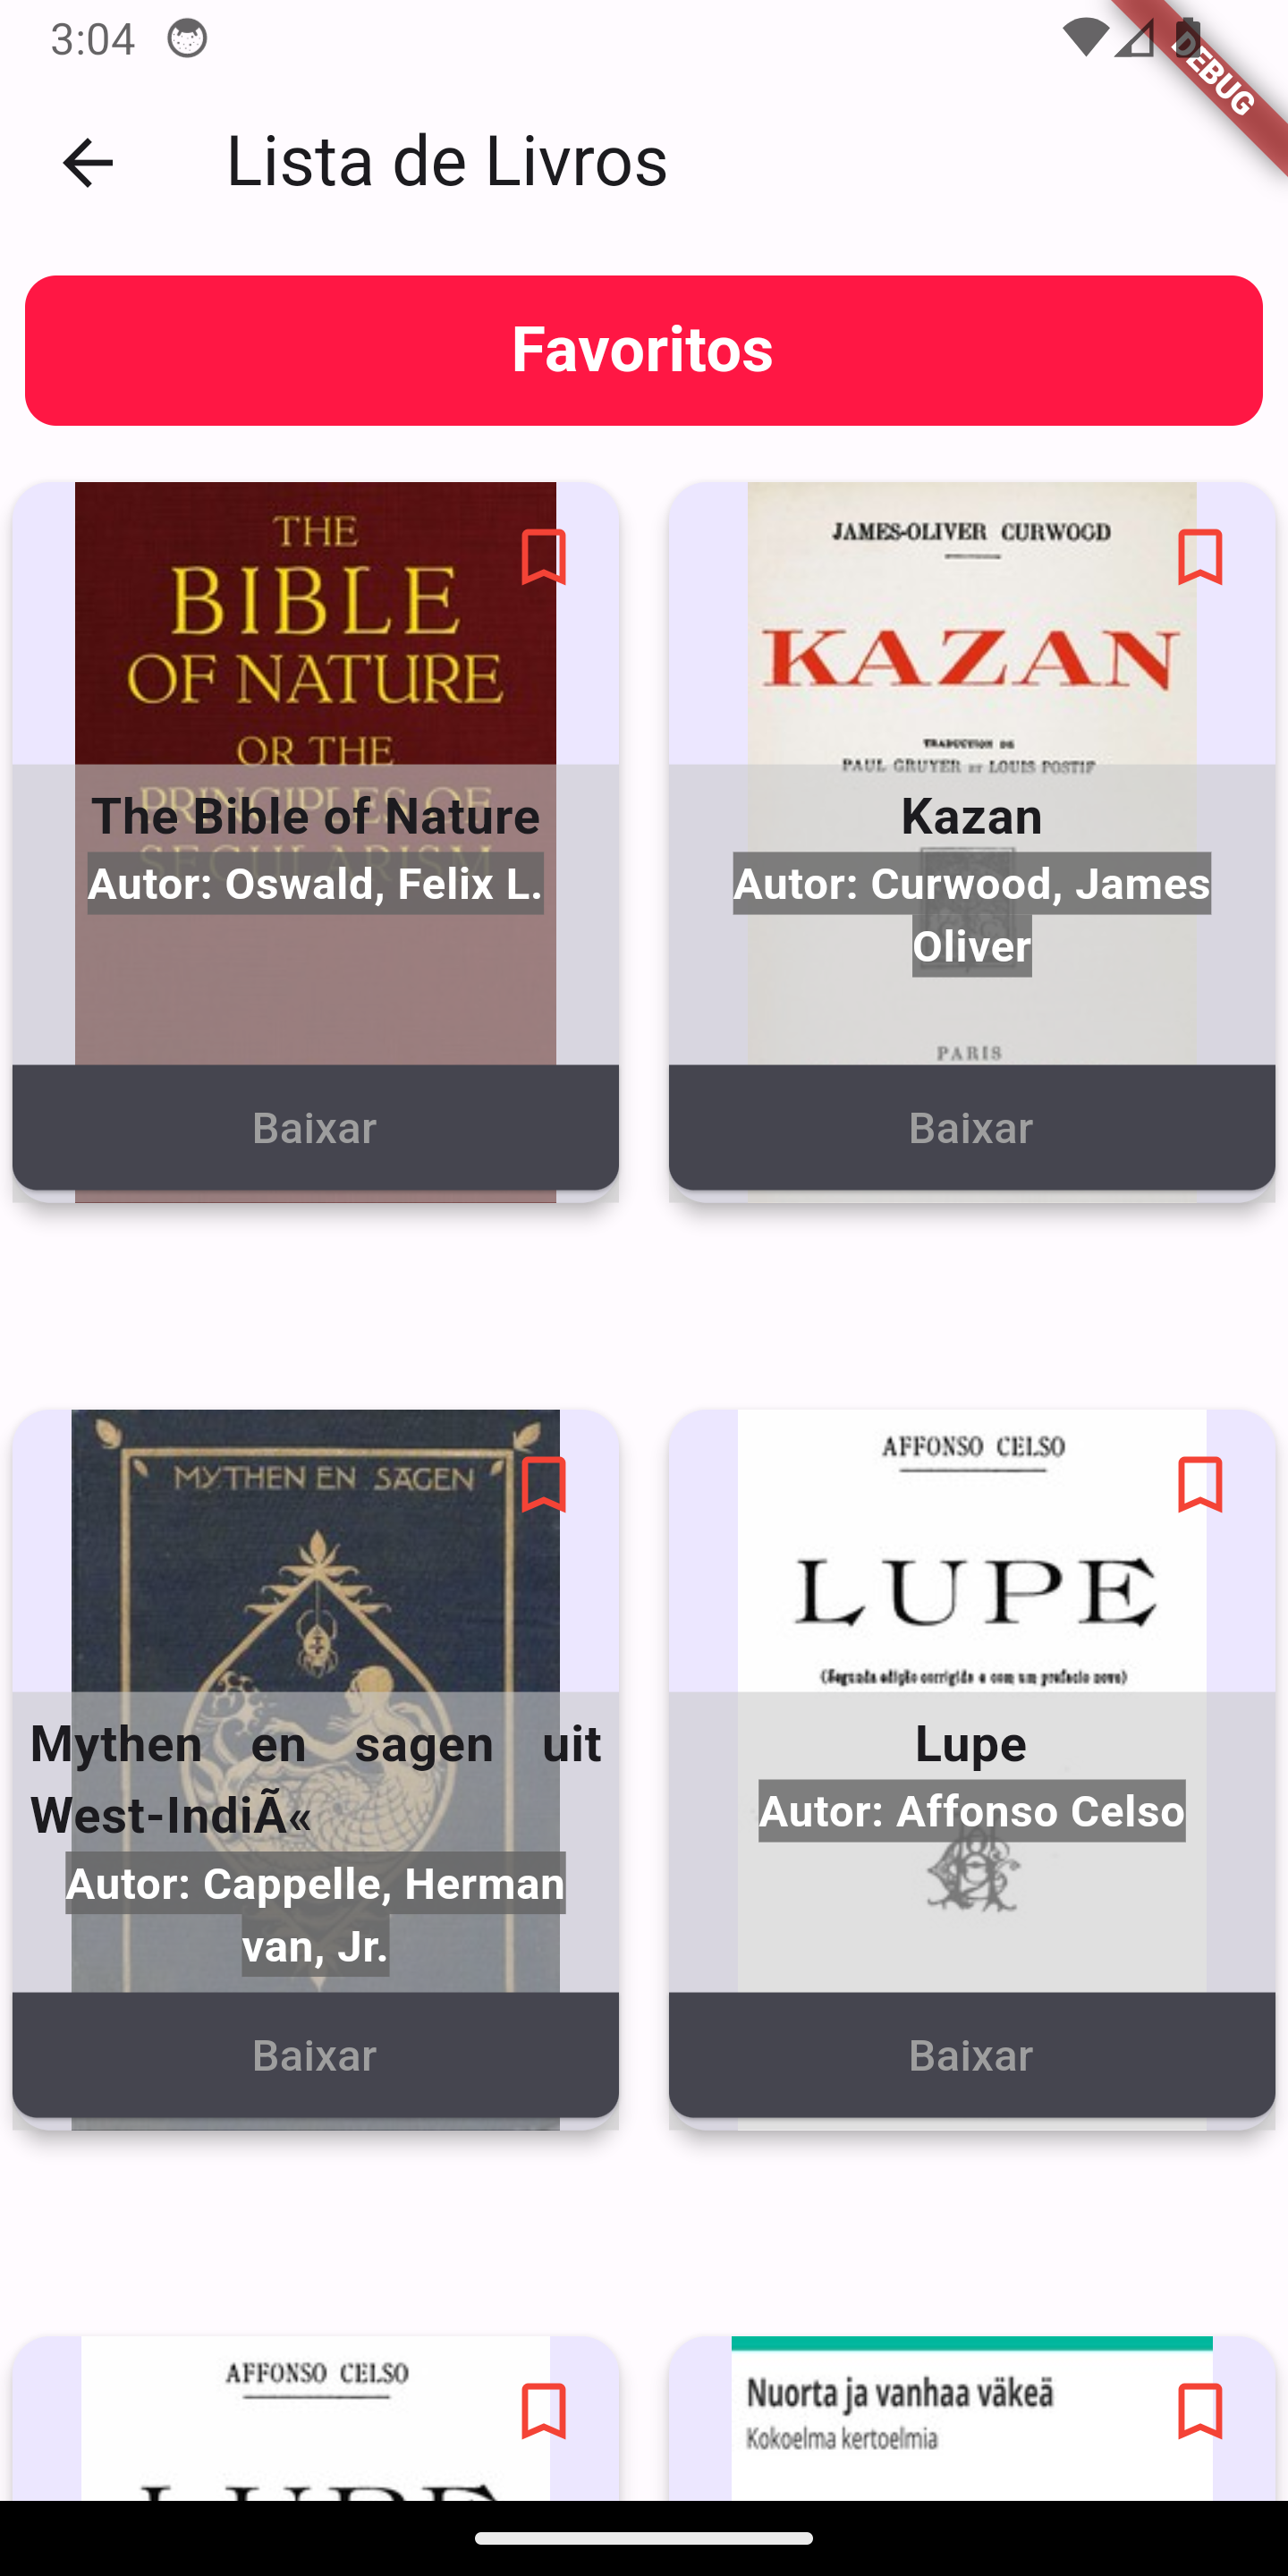 3:04
DEBUG
Lista de Livros
Favoritos
THE
BIBLE
OF NATURE
OR THE
PRINCIPLES OF
SECULARISM
The Bible of Nature
Autor: Oswald, Felix L.
Baixar
JAMES-OLIVER CURWOOD
KAZAN
TRADUCTION DE
PAUL GRUYER ET LOUIS POSTIF
Kazan
Autor: Curwood, James
Oliver
PARIS
Baixar
MYTHEN EN SAGEN
Mythen en sagen uit
West-IndiÃ«
Autor: Cappelle, Herman
van, Jr.
Baixar
AFFONSO CELSO
LUPE
(Segunda edição corrigida e com um prefacio novo)
Lupe
Autor: Affonso Celso
Baixar
AFFONSO CELSO
LUPE
Nuorta ja vanhaa väkeä
Kokoelma kertoelmia